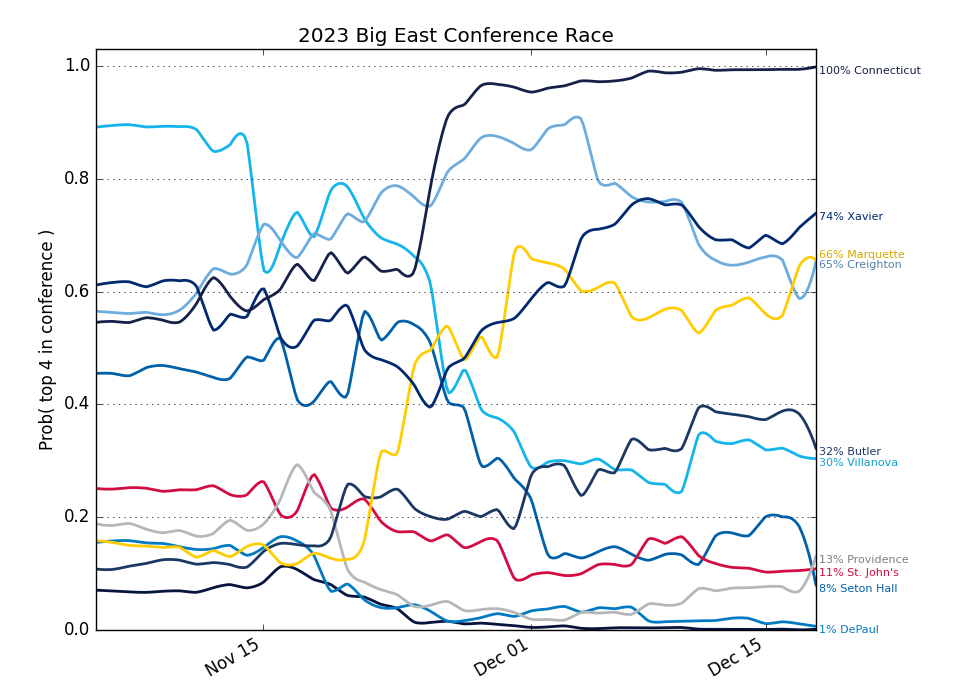 2023 Big East Conference Race
Prob( top 4 in conference )
1.0
0.8
0.6
0.4
0.2
0.0
Nov 15
Dec 01
Dec 15
100% Connecticut
74% Xavier
66% Marquette
65% Creighton
32% Butler
30% Villanova
13% Providence
11% St. John's
8% Seton Hall
1% DePaul